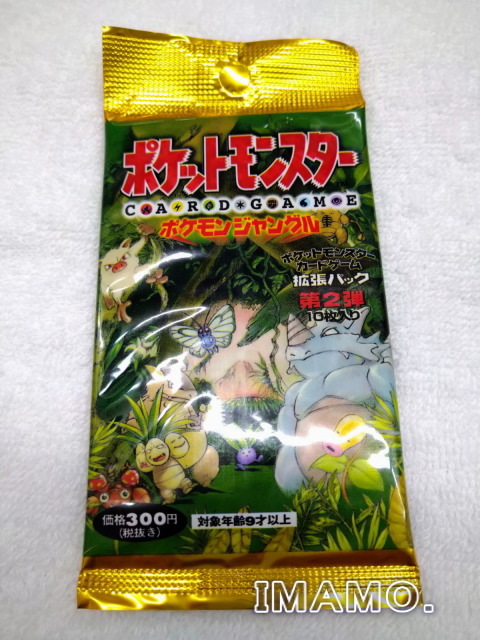 ポケットモンスター
CARD GAME
ポケモンジャングル
ポケットモンスター
カードゲーム
拡張パック
第2弾
10枚入り
価格300円
(税抜き)
対象年齢9才以上
IMAMO.